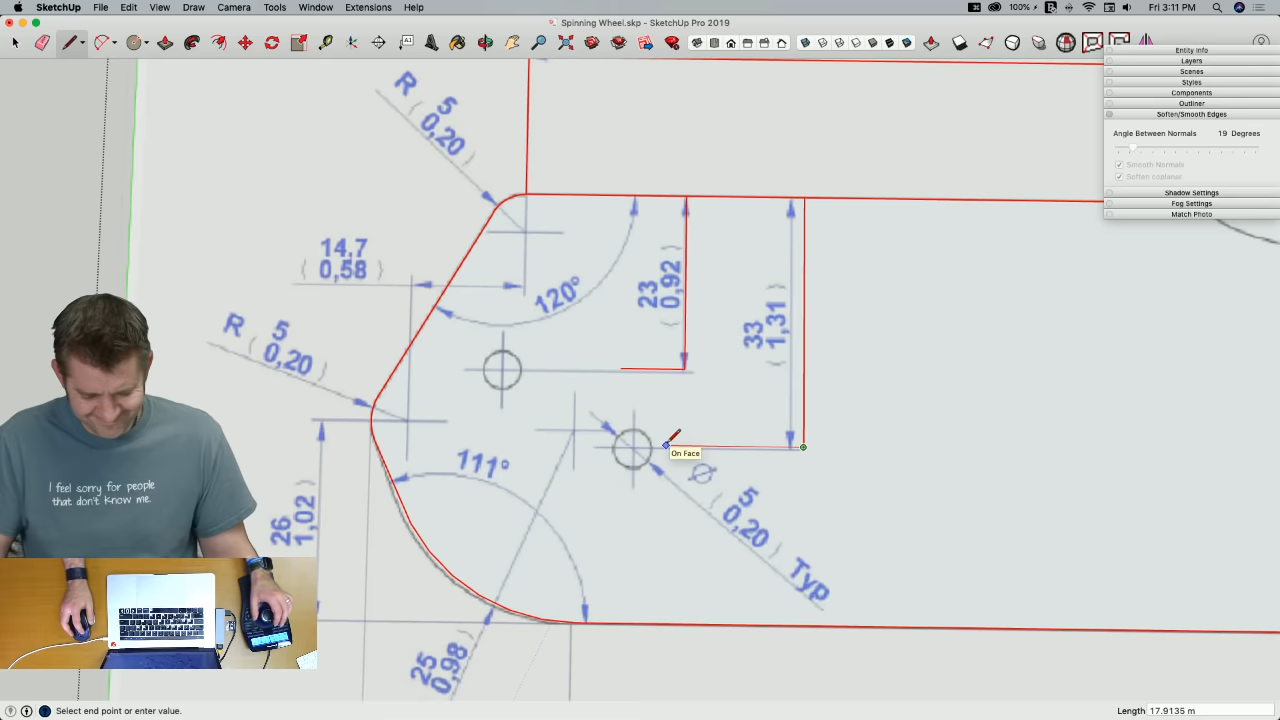 SketchUp
File
Edit
View
Draw
Camera
Tools
Window
Extensions
Help
100%
Fri 3:11 PM
Spinning Wheel.skp - SketchUp Pro 2019
Entity Info
Layers
Scenes
Styles
Components
Outliner
Soften/Smooth Edges
Angle Between Normals 19 Degrees
Smooth Normals
Soften coplanar
Shadow Settings
Fog Settings
Match Photo
R ( 5
0,20 )
14,7
( 0,58 )
120°
23
( 0,92 )
33
( 1,31 )
R ( 5
0,20 )
On Face
111°
26
1,02 )
Ø ( 5
0,20 ) Typ
25
0,98
I feel sorry for people
that don't know me.
Select end point or enter value.
Length 17.9135 m